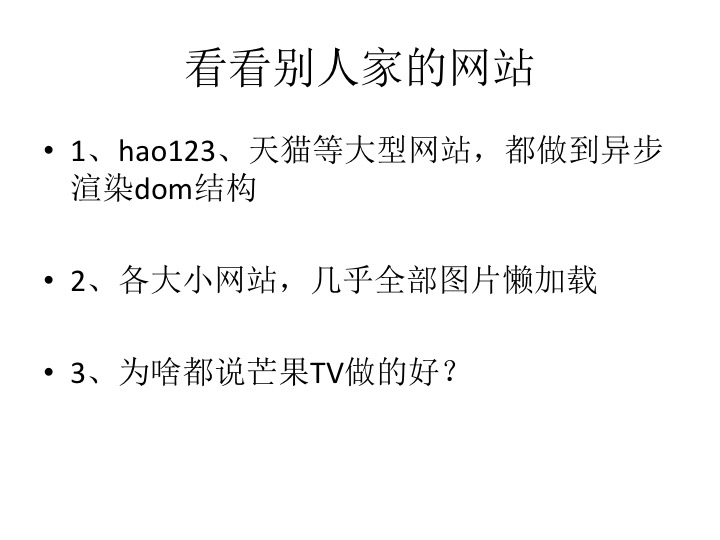 看看别人家的网站
• 1、hao123、天猫等大型网站，都做到异步
渲染dom结构
• 2、各大小网站，几乎全部图片懒加载
• 3、为啥都说芒果TV做的好？